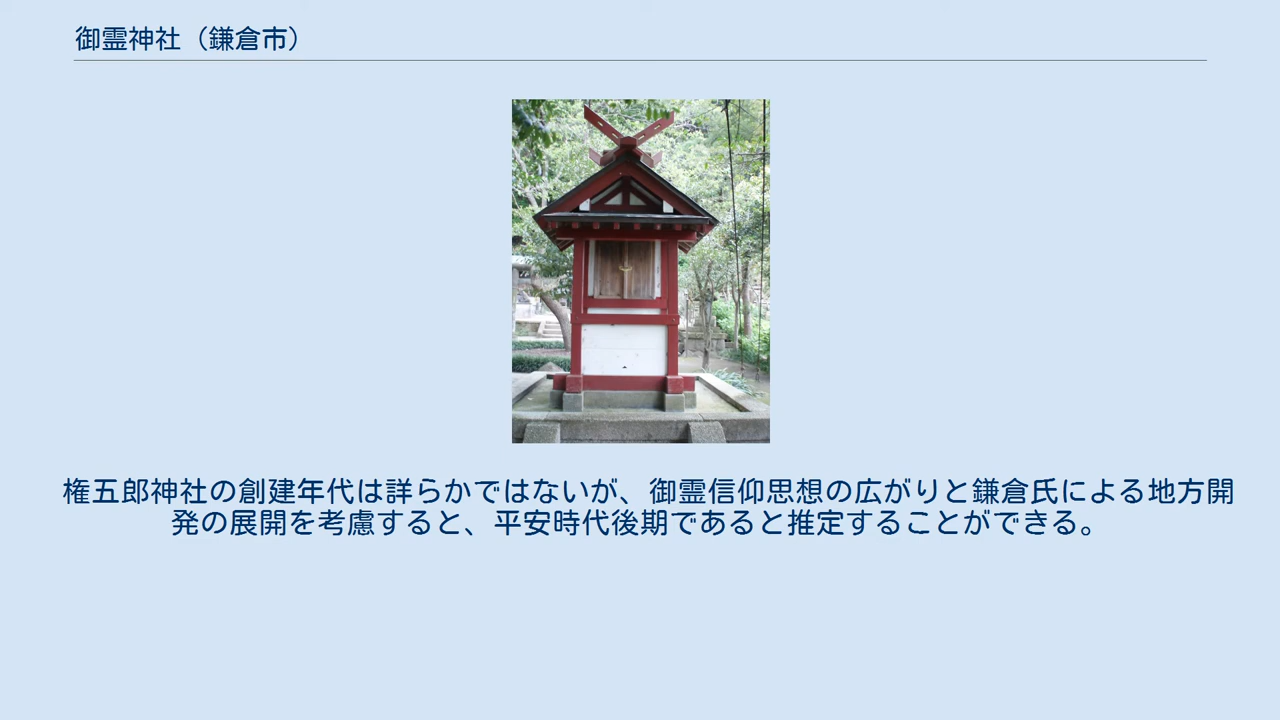 御霊神社（鎌倉市）
権五郎神社の創建年代は詳らかではないが、御霊信仰思想の広がりと鎌倉氏による地方開
発の展開を考慮すると、平安時代後期であると推定することができる。